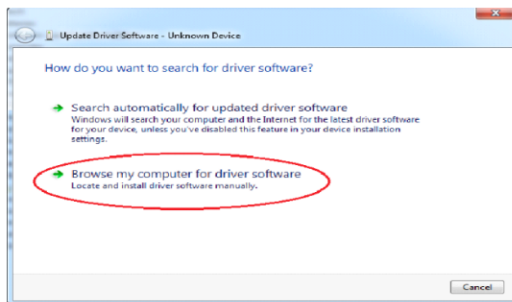 Update Driver Software - Unknown Device
How do you want to search for driver software?
Search automatically for updated driver software
Windows will search your computer and the Internet for the latest driver software
for your device, unless you've disabled this feature in your device installation
settings.
Browse my computer for driver software
Locate and install driver software manually.
Cancel